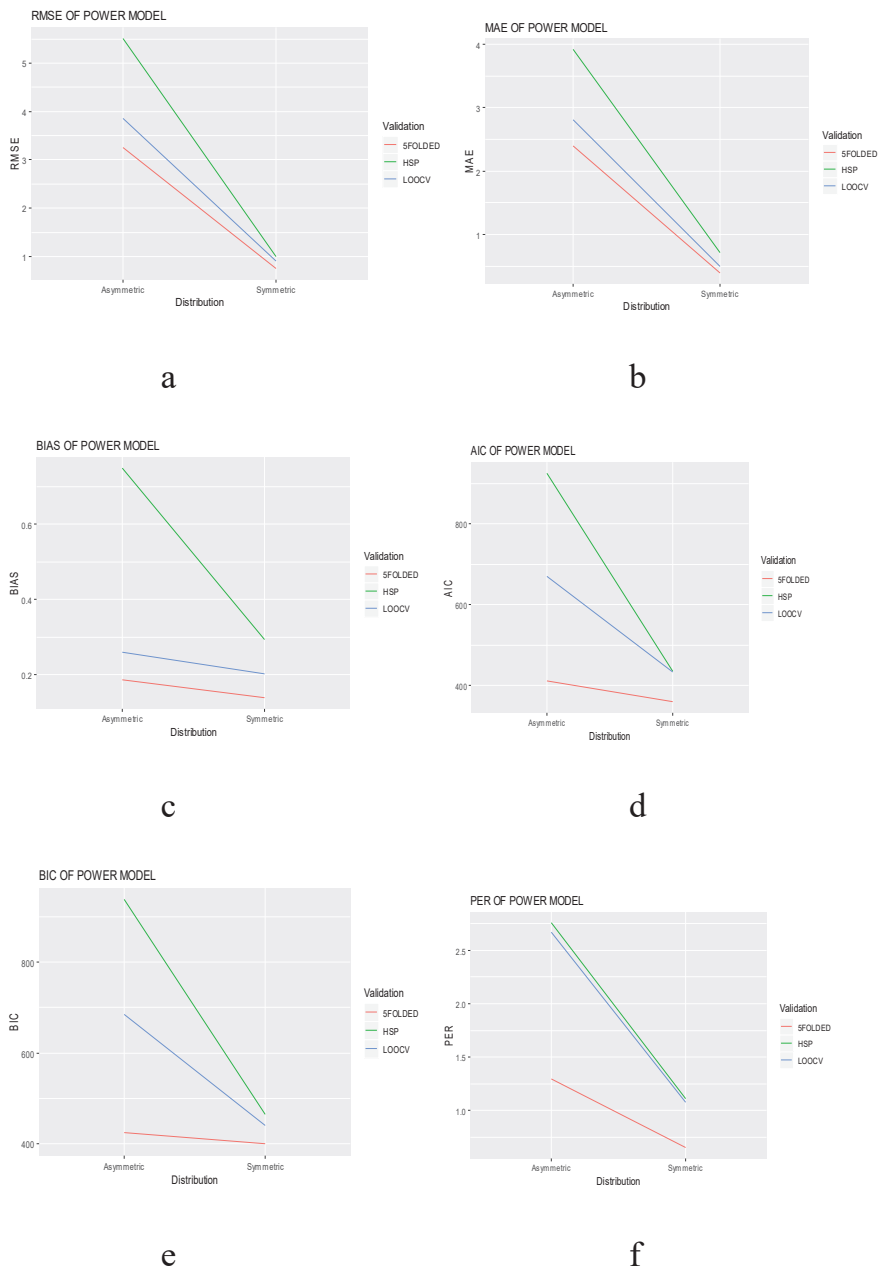 RMSE OF POWER MODEL
5
4
3
2
1
RMSE
Asymmetric Symmetric
Distribution
Validation
5FOLDED
HSP
LOOCV
a
MAE OF POWER MODEL
4
3
2
1
MAE
Asymmetric Symmetric
Distribution
Validation
5FOLDED
HSP
LOOCV
b
BIAS OF POWER MODEL
0.6
0.4
0.2
BIAS
Asymmetric Symmetric
Distribution
Validation
5FOLDED
HSP
LOOCV
c
AIC OF POWER MODEL
800
600
400
AIC
Asymmetric Symmetric
Distribution
Validation
5FOLDED
HSP
LOOCV
d
BIC OF POWER MODEL
800
600
400
BIC
Asymmetric Symmetric
Distribution
Validation
5FOLDED
HSP
LOOCV
e
PER OF POWER MODEL
2.5
2.0
1.5
1.0
PER
Asymmetric Symmetric
Distribution
Validation
5FOLDED
HSP
LOOCV
f